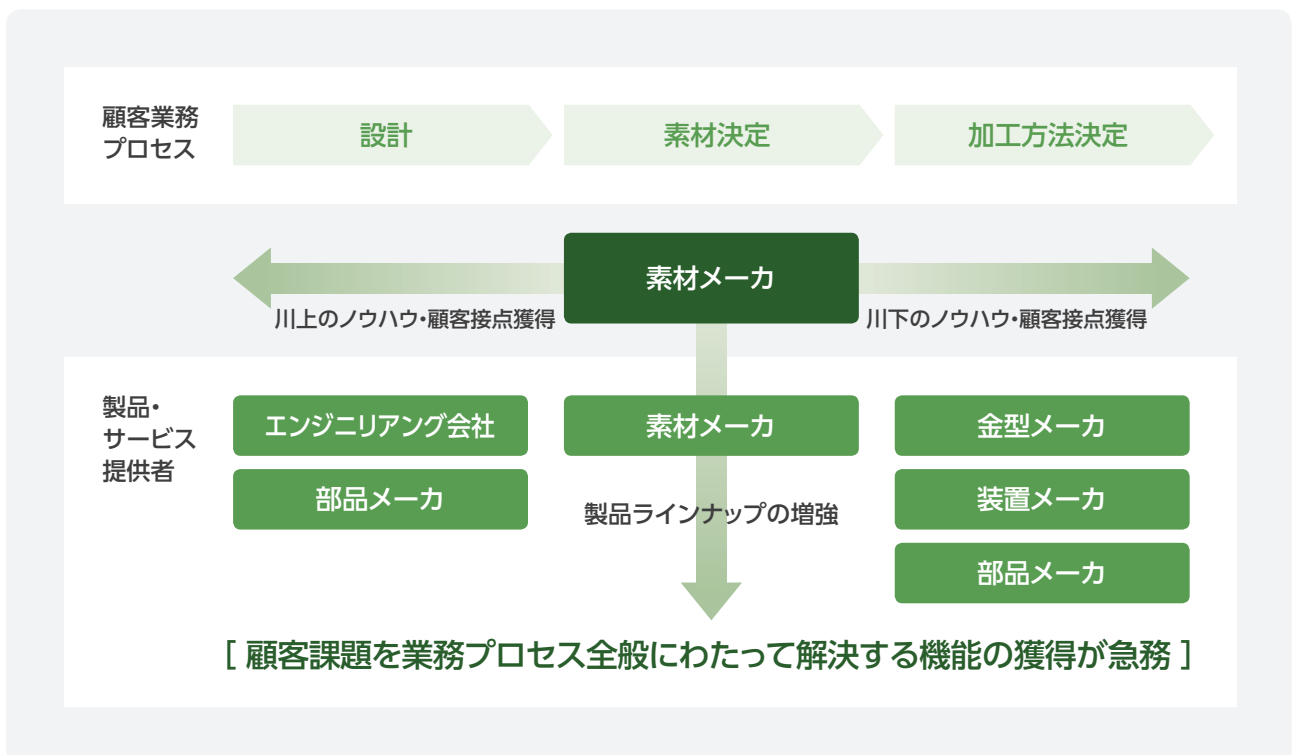 顧客業務
プロセス
設計
素材決定
加工方法決定
素材メーカ
川上のノウハウ・顧客接点獲得
川下のノウハウ・顧客接点獲得
製品・
サービス
提供者
エンジニリアング会社
素材メーカ
金型メーカ
部品メーカ
製品ラインナップの増強
装置メーカ
部品メーカ
[ 顧客課題を業務プロセス全般にわたって解決する機能の獲得が急務 ]